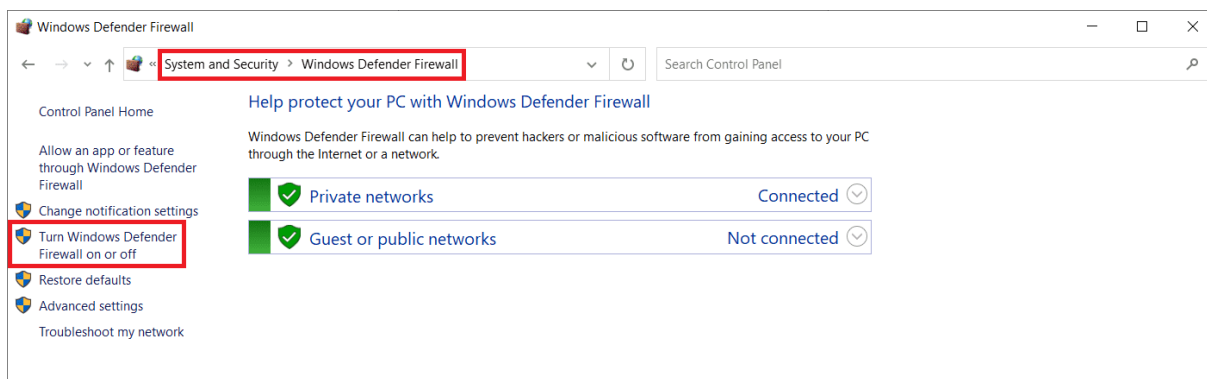 Windows Defender Firewall
« System and Security > Windows Defender Firewall
Search Control Panel
Control Panel Home
Allow an app or feature
through Windows Defender
Firewall
Change notification settings
Turn Windows Defender
Firewall on or off
Restore defaults
Advanced settings
Troubleshoot my network
Help protect your PC with Windows Defender Firewall
Windows Defender Firewall can help to prevent hackers or malicious software from gaining access to your PC
through the Internet or a network.
Private networks Connected
Guest or public networks Not connected